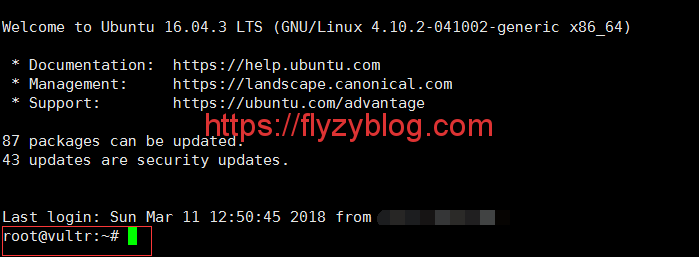 Welcome to Ubuntu 16.04.3 LTS (GNU/Linux 4.10.2-041002-generic x86_64)
* Documentation: https://help.ubuntu.com
* Management: https://landscape.canonical.com
* Support: https://ubuntu.com/advantage
https://flyzyblog.com
87 packages can be updated.
43 updates are security updates.
Last login: Sun Mar 11 12:50:45 2018 from
root@vultr:~#